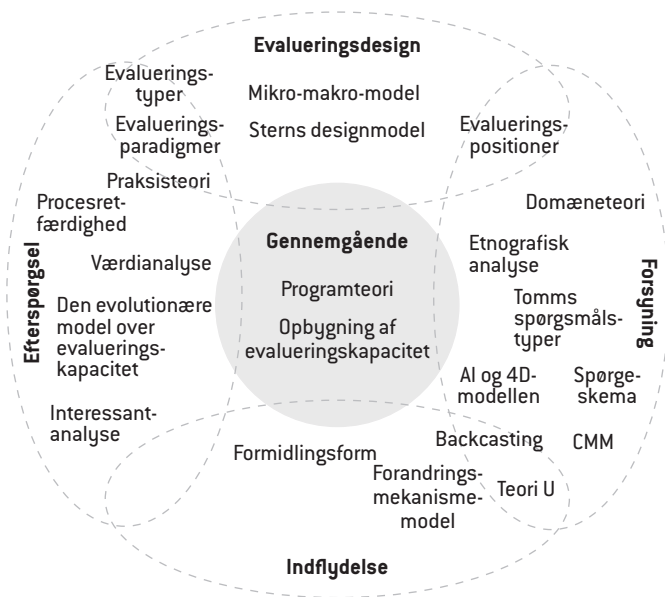 Evalueringsdesign
Evaluerings-
typer
Mikro-makro-model
Evaluerings-
paradigmer
Sterns designmodel
Evaluerings-
positioner
Praksisteori
Procesret-
færdighed
Domæneteori
Gennemgående
Etnografisk
analyse
Værdianalyse
Programteori
Efterspørgsel
Forsyning
Den evolutionære
model over
evaluerings-
kapacitet
Tomms
spørgsmåls-
typer
Opbygning af
evalueringskapacitet
AI og 4D-
modellen
Spørge-
skema
Interessant-
analyse
Backcasting
CMM
Formidlingsform
Forandrings-
mekanisme-
model
Teori U
Indflydelse